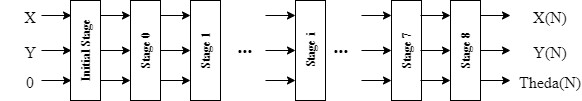 X
Y
0
Initial Stage
Stage 0
Stage 1
...
Stage i
...
Stage 7
Stage 8
X(N)
Y(N)
Theda(N)